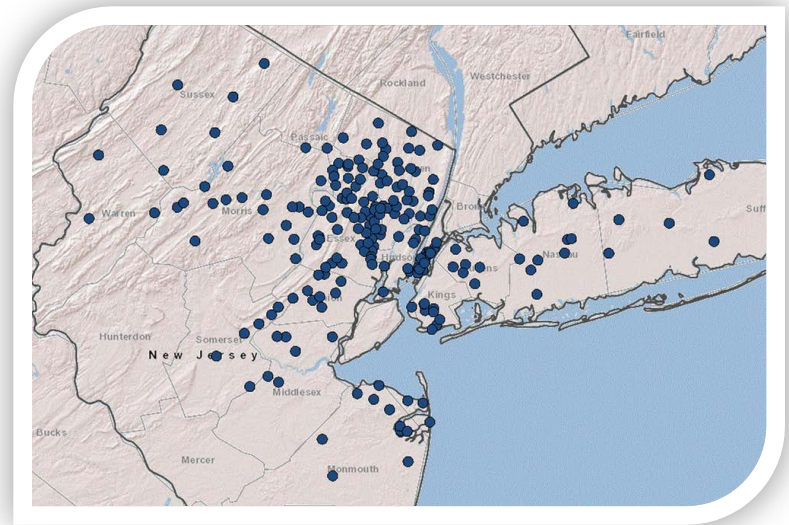 Fairfield
Rockland
Westchester
Sussex
Passaic
Warren
Morris
Bron
Suff
Essex
Nassau
Hudson
Kings
Hunterdon
Somerset
New Jersey
Middlesex
Bucks
Mercer
Monmouth